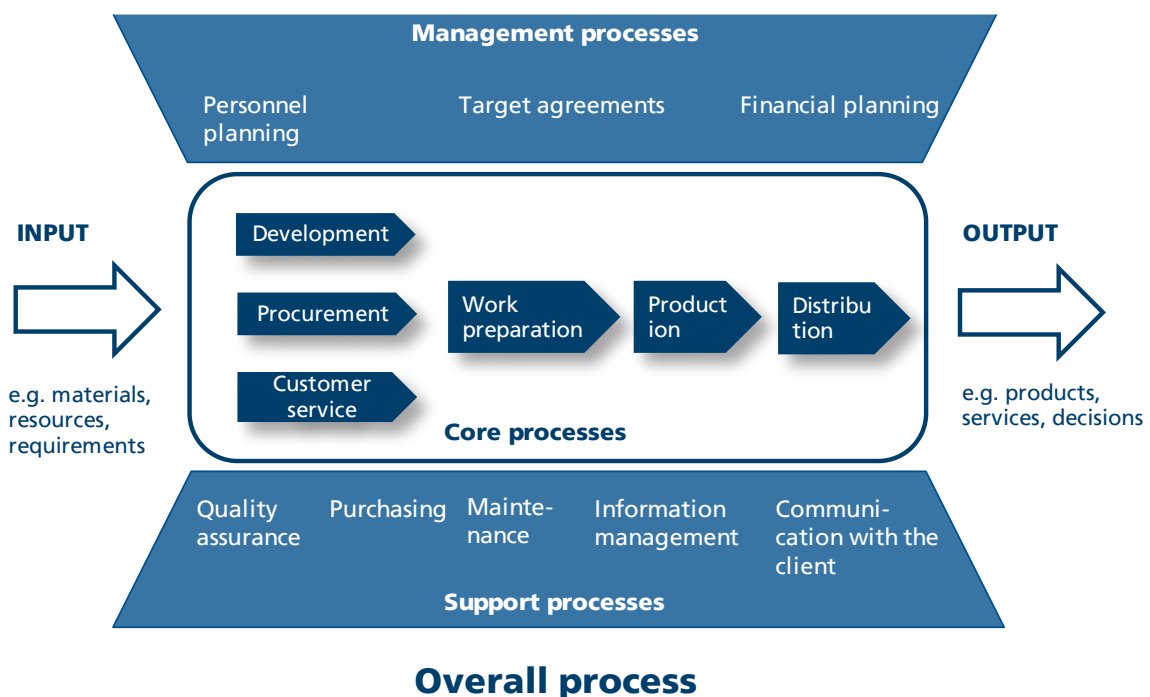 Management processes
Personnel
planning
Target agreements
Financial planning
INPUT
e.g. materials,
resources,
requirements
Development
Procurement
Customer
service
Work
preparation
Product
ion
Distribu
tion
Core processes
OUTPUT
e.g. products,
services, decisions
Quality
assurance
Purchasing
Mainte-
nance
Information
management
Communi-
cation with the
client
Support processes
Overall process